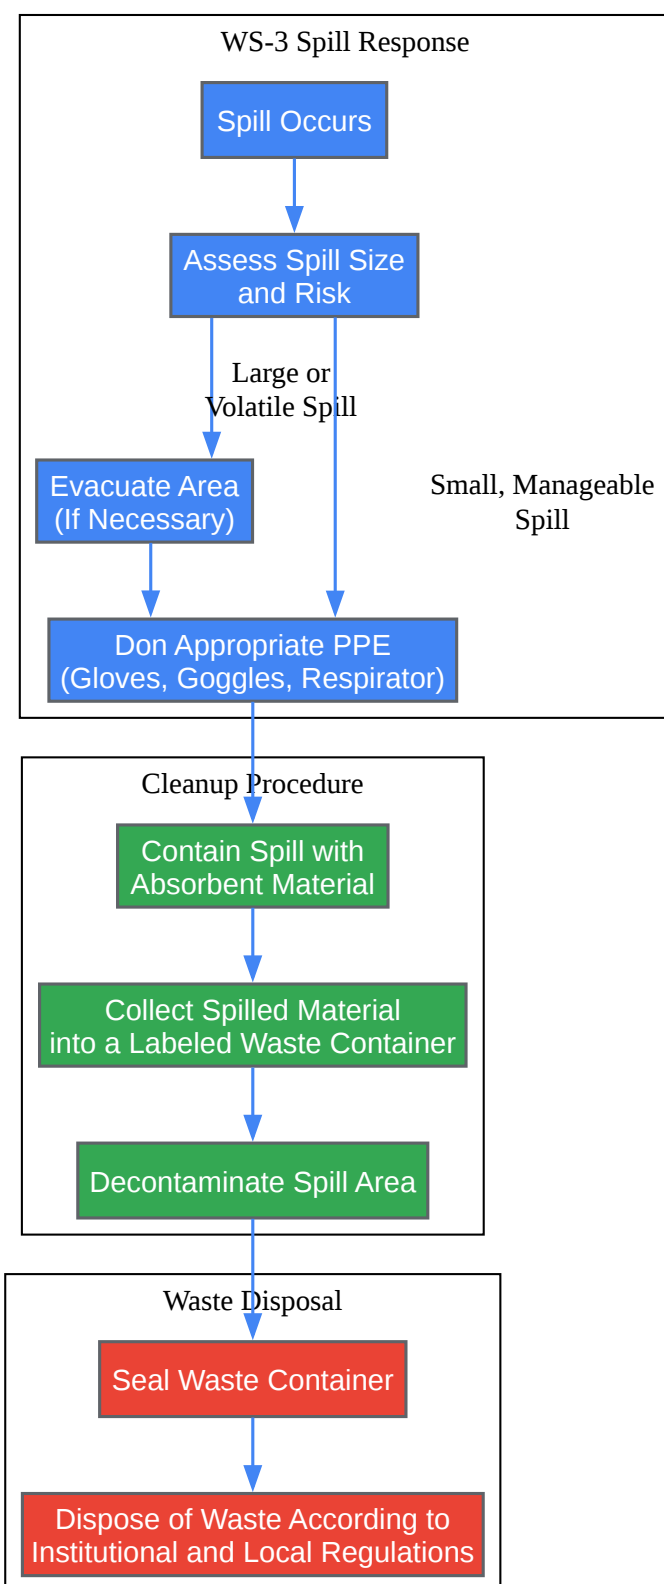 WS-3 Spill Response
Spill Occurs
Assess Spill Size
and Risk
Large or
Volatile Spill
Evacuate Area
(If Necessary)
Small, Manageable
Spill
Don Appropriate PPE
(Gloves, Goggles, Respirator)
Cleanup Procedure
Contain Spill with
Absorbent Material
Collect Spilled Material
into a Labeled Waste Container
Decontaminate Spill Area
Waste Disposal
Seal Waste Container
Dispose of Waste According to
Institutional and Local Regulations